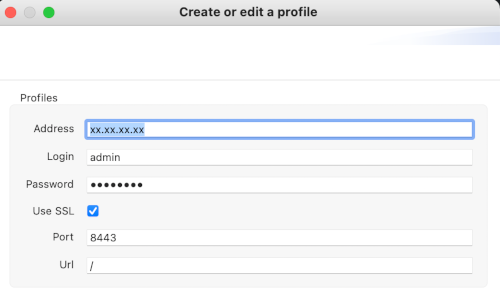 Create or edit a profile
Profiles
Address xx.xx.xx.xx
Login admin
Password ●●●●●●●●
Use SSL
Port 8443
Url /